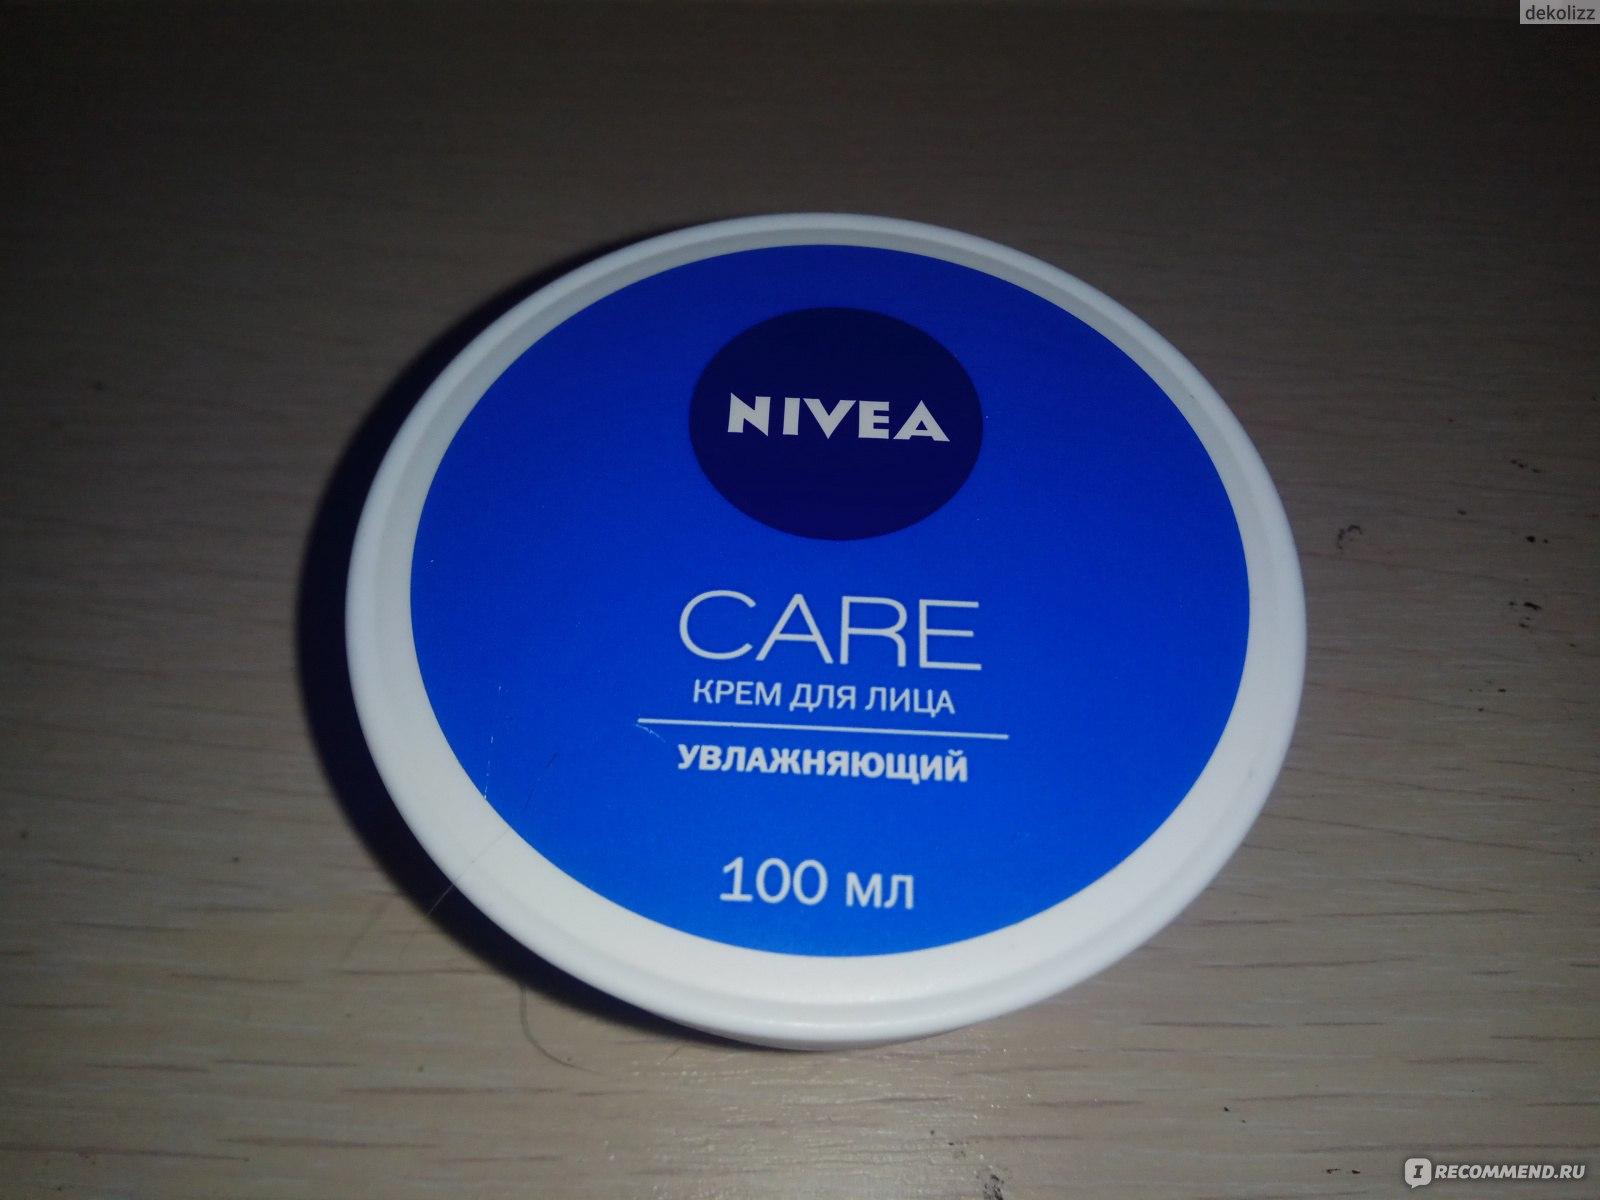 dekolizz
NIVEA
CARE
КРЕМ ДЛЯ ЛИЦА
УВЛАЖНЯЮЩИЙ
100 мл
IRECOMMEND.RU